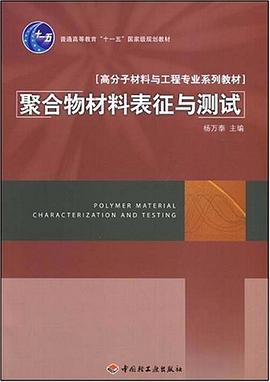 十一五
普通高等教育“十一五”国家级规划教材
[高分子材料与工程专业系列教材]
聚合物材料表征与测试
杨万泰 主编
POLYMER MATERIAL
CHARACTERIZATION AND TESTING
中国轻工业出版社